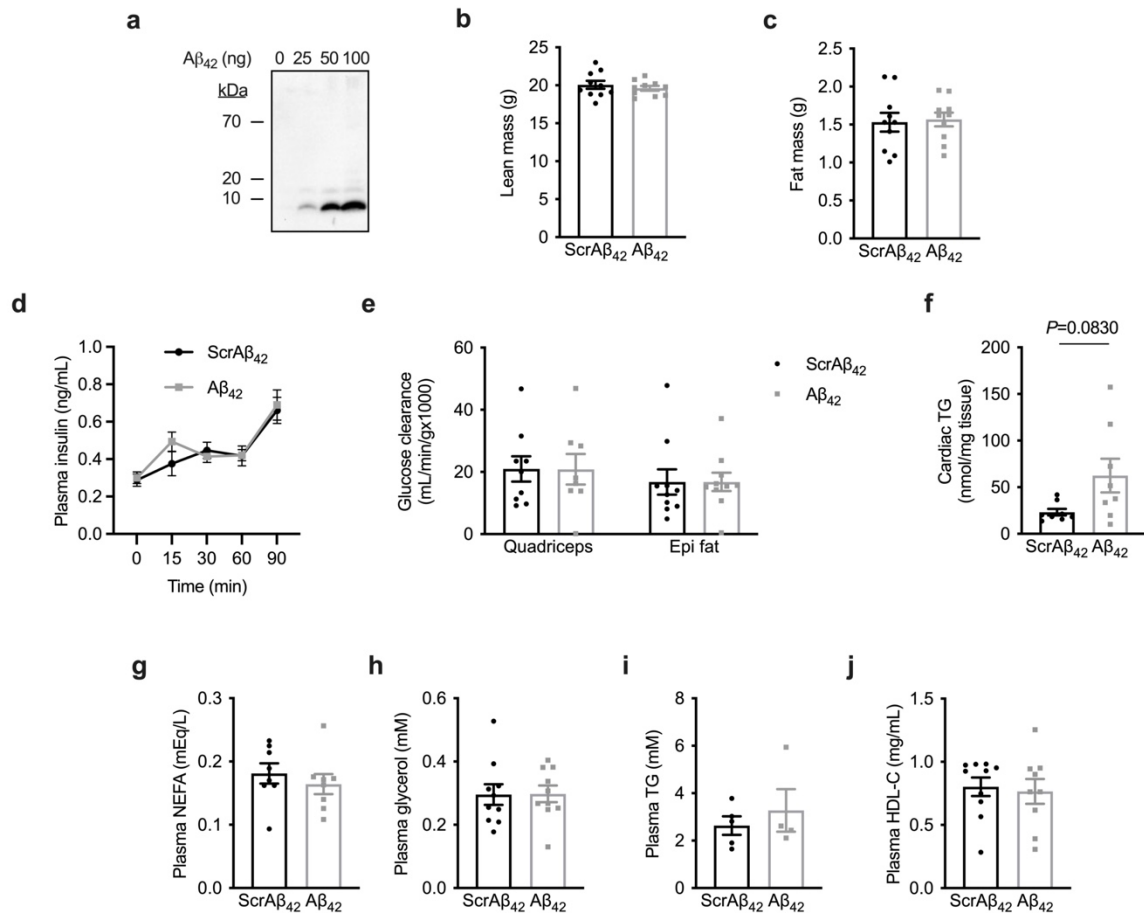 a
Aβ₄₂ (ng) 0 25 50 100
kDa
70
20
10
b
Lean mass (g)
25
20
15
10
5
0
ScrAβ₄₂ Aβ₄₂
c
Fat mass (g)
2.5
2.0
1.5
1.0
0.5
0.0
ScrAβ₄₂ Aβ₄₂
d
Plasma insulin (ng/mL)
1.0
0.8
0.6
0.4
0.2
0.0
ScrAβ₄₂
Aβ₄₂
0 15 30 60 90
Time (min)
e
Glucose clearance
(mL/min/gx1000)
60
40
20
0
Quadriceps Epi fat
ScrAβ₄₂
Aβ₄₂
f
P=0.0830
Cardiac TG
(nmol/mg tissue)
200
150
100
50
0
ScrAβ₄₂ Aβ₄₂
g
Plasma NEFA (mEq/L)
0.3
0.2
0.1
0.0
ScrAβ₄₂ Aβ₄₂
h
Plasma glycerol (mM)
0.6
0.4
0.2
0.0
ScrAβ₄₂ Aβ₄₂
i
Plasma TG (mM)
8
6
4
2
0
ScrAβ₄₂ Aβ₄₂
j
Plasma HDL-C (mg/mL)
1.5
1.0
0.5
0.0
ScrAβ₄₂ Aβ₄₂